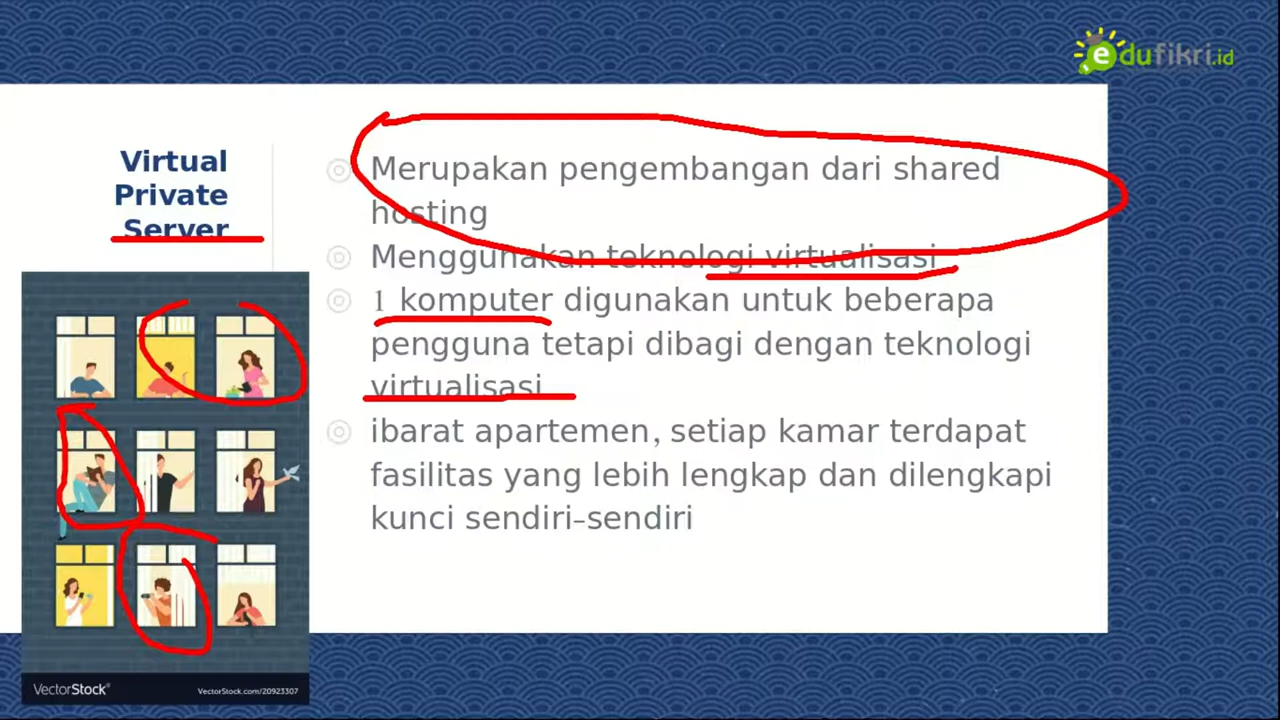 edufikri.id
Virtual
Private
Server
Merupakan pengembangan dari shared
hosting
Menggunakan teknologi virtualisasi
1 komputer digunakan untuk beberapa
pengguna tetapi dibagi dengan teknologi
virtualisasi
ibarat apartemen, setiap kamar terdapat
fasilitas yang lebih lengkap dan dilengkapi
kunci sendiri-sendiri
VectorStock®
VectorStock.com/20923307